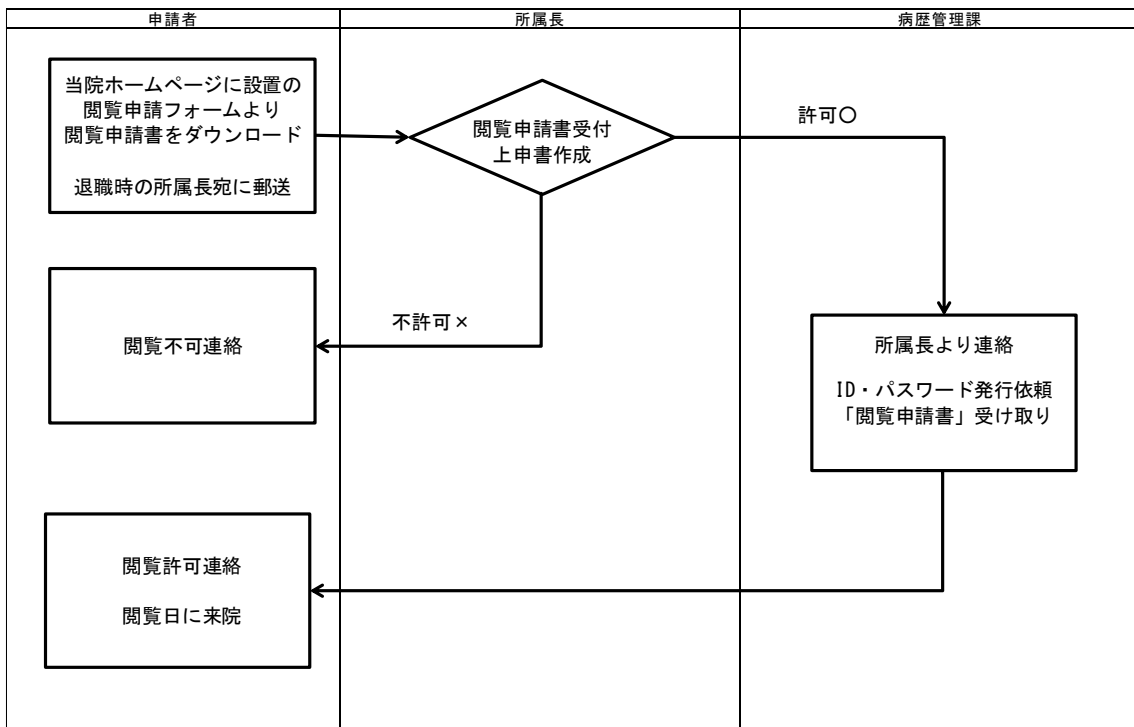 申請者
所属長
病歴管理課
当院ホームページに設置の
閲覧申請フォームより
閲覧申請書をダウンロード
退職時の所属長宛に郵送
閲覧申請書受付
上申書作成
許可〇
不許可×
閲覧不可連絡
所属長より連絡
ID・パスワード発行依頼
「閲覧申請書」受け取り
閲覧許可連絡
閲覧日に来院